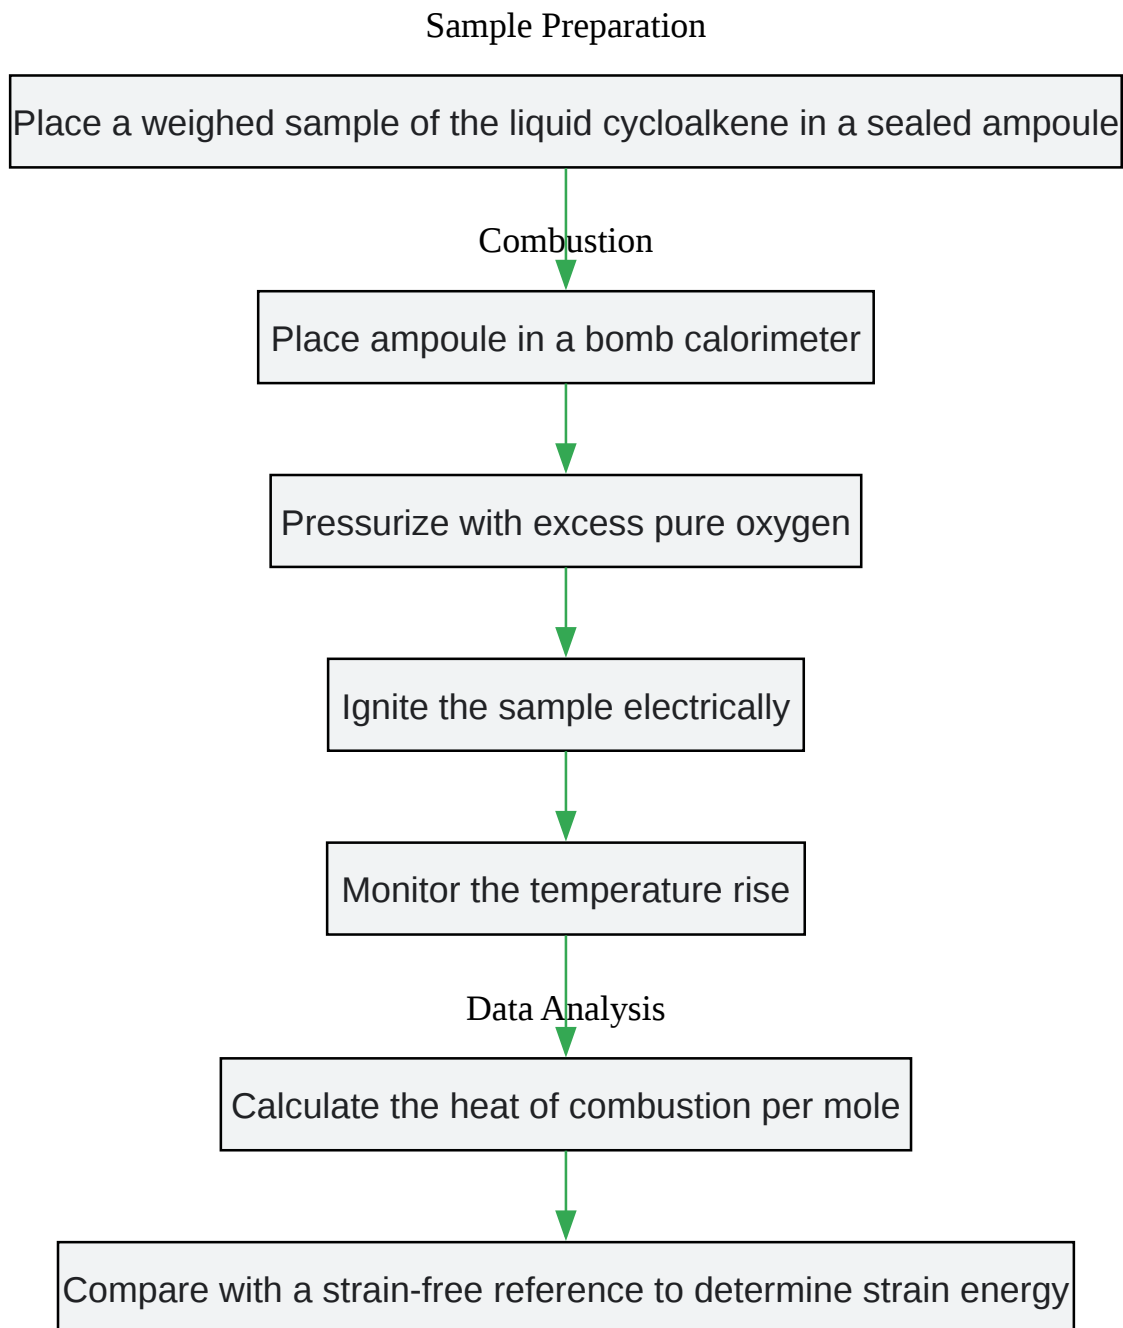 Sample Preparation
Place a weighed sample of the liquid cycloalkene in a sealed ampoule
Combustion
Place ampoule in a bomb calorimeter
Pressurize with excess pure oxygen
Ignite the sample electrically
Monitor the temperature rise
Data Analysis
Calculate the heat of combustion per mole
Compare with a strain-free reference to determine strain energy